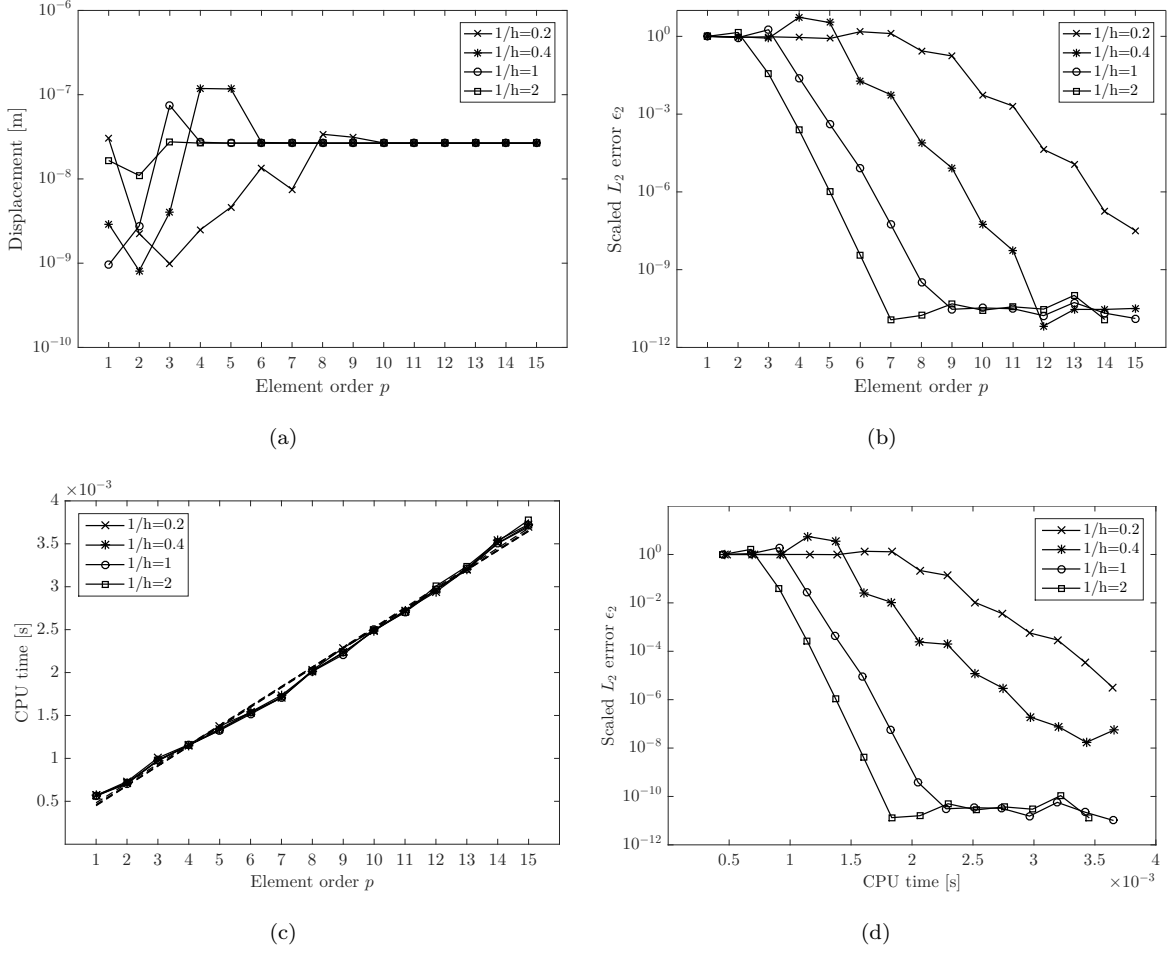 10⁻⁶
10⁻⁷
10⁻⁸
10⁻⁹
10⁻¹⁰
Displacement [m]
1/h=0.2
1/h=0.4
1/h=1
1/h=2
1 2 3 4 5 6 7 8 9 10 11 12 13 14 15
Element order p
(a)
10⁰
10⁻³
10⁻⁶
10⁻⁹
10⁻¹²
Scaled L₂ error ϵ₂
1/h=0.2
1/h=0.4
1/h=1
1/h=2
1 2 3 4 5 6 7 8 9 10 11 12 13 14 15
Element order p
(b)
×10⁻³
4
3.5
3
2.5
2
1.5
1
0.5
CPU time [s]
1/h=0.2
1/h=0.4
1/h=1
1/h=2
1 2 3 4 5 6 7 8 9 10 11 12 13 14 15
Element order p
(c)
10⁰
10⁻²
10⁻⁴
10⁻⁶
10⁻⁸
10⁻¹⁰
10⁻¹²
Scaled L₂ errror ϵ₂
1/h=0.2
1/h=0.4
1/h=1
1/h=2
0.5 1 1.5 2 2.5 3 3.5 4
CPU time [s]
×10⁻³
(d)